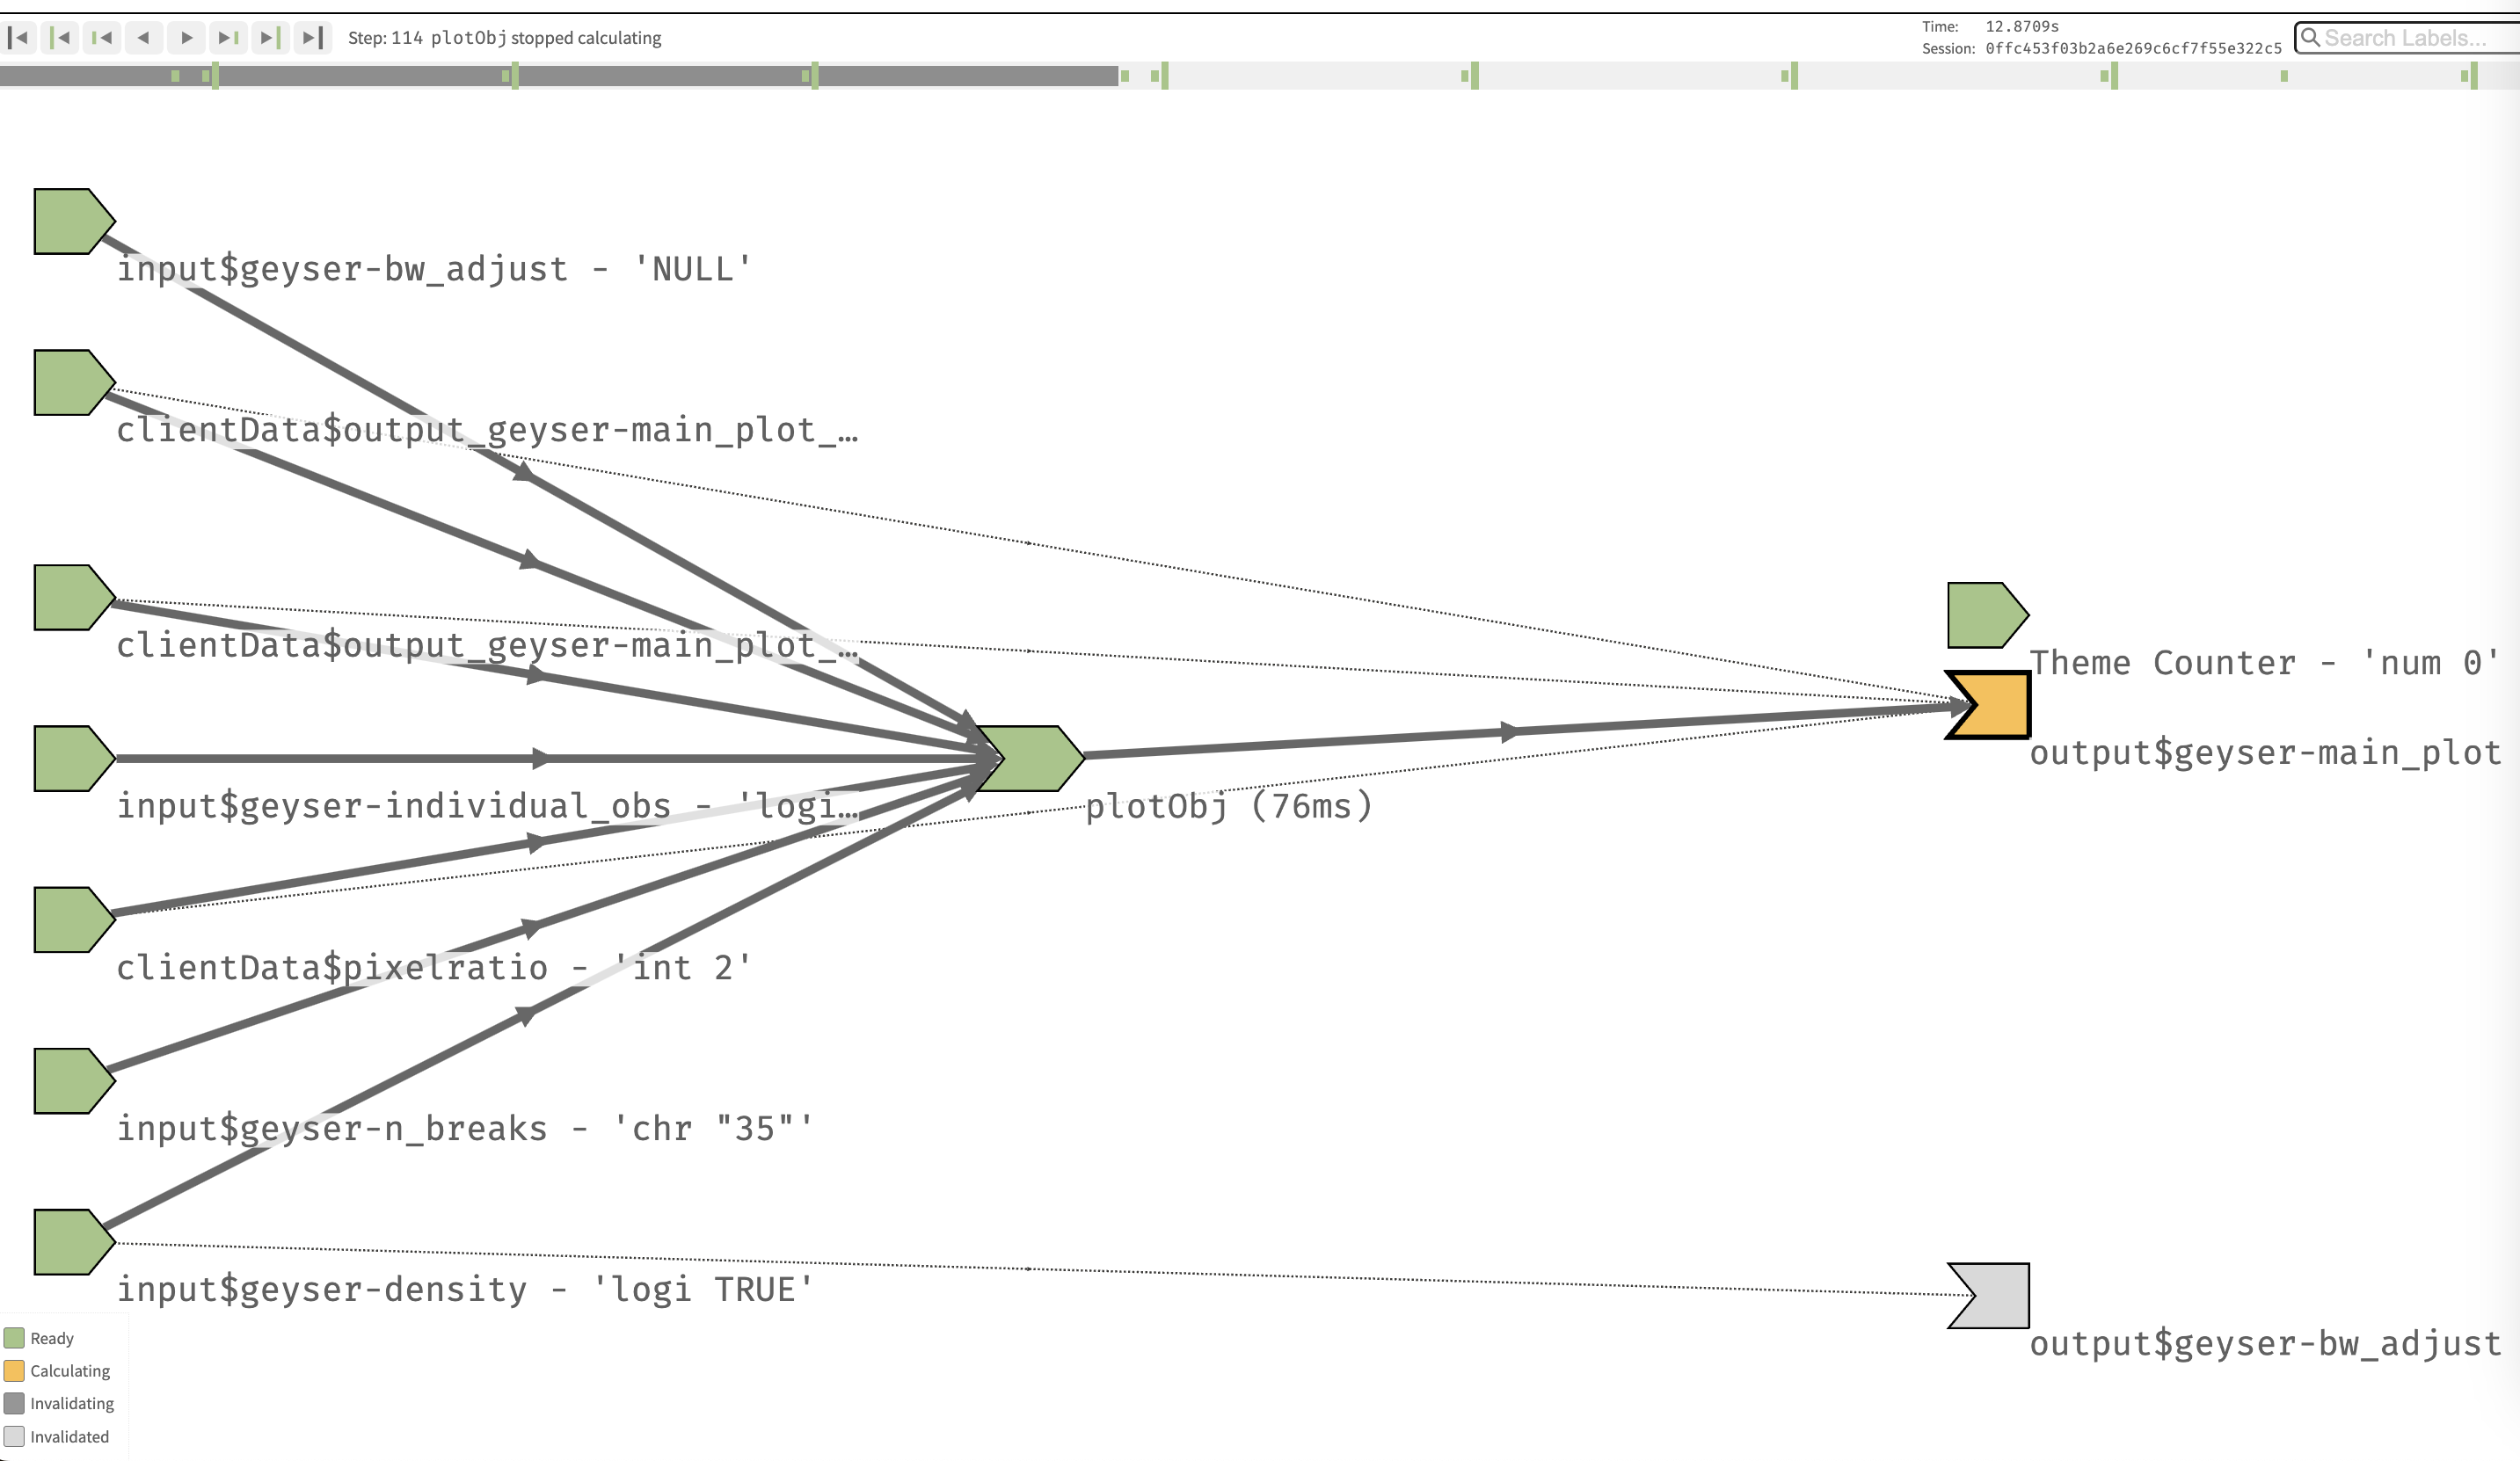 Step: 114 plotObj stopped calculating
Time: 12.8709s
Session: 0ffc453f03b2a6e269c6cf7f55e322c5
Search Labels...
input$geyser-bw_adjust - 'NULL'
clientData$output_geyser-main_plot_…
clientData$output_geyser-main_plot_…
Theme Counter - 'num 0'
output$geyser-main_plot
input$geyser-individual_obs - 'logi…
plotObj (76ms)
clientData$pixelratio - 'int 2'
input$geyser-n_breaks - 'chr "35"'
input$geyser-density - 'logi TRUE'
output$geyser-bw_adjust
Ready
Calculating
Invalidating
Invalidated